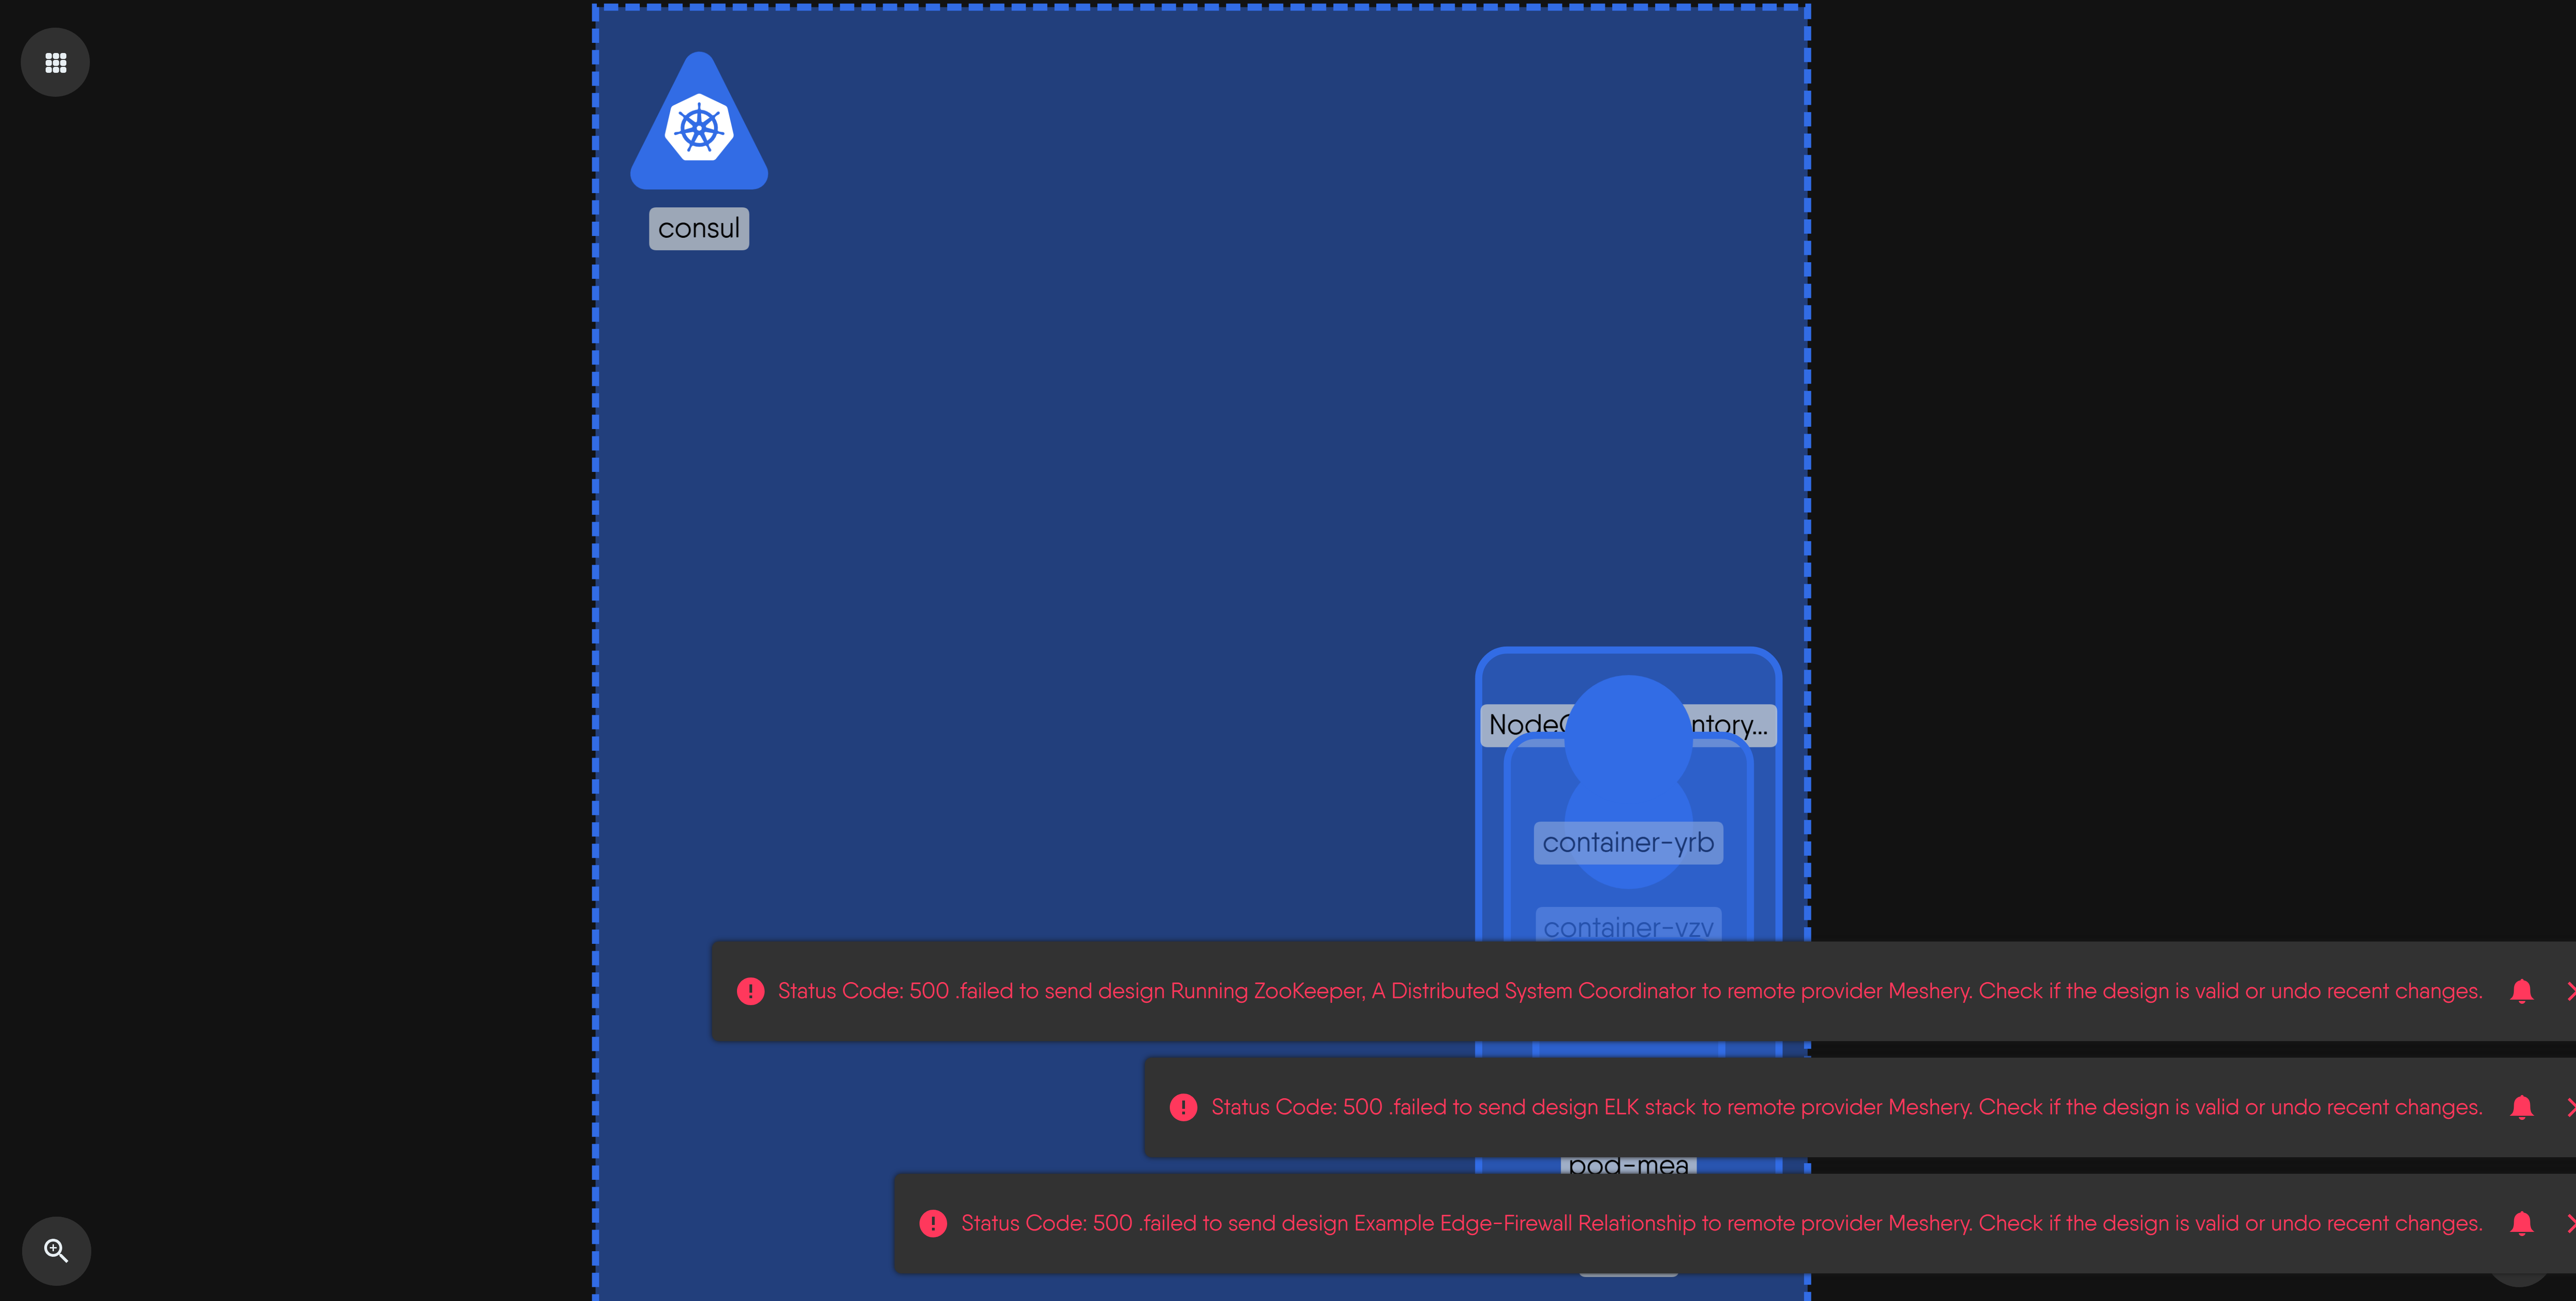 consul
NodeC ntory...
container-yrb
container-vzv
Status Code: 500 .failed to send design Running ZooKeeper, A Distributed System Coordinator to remote provider Meshery. Check if the design is valid or undo recent changes.
Status Code: 500 .failed to send design ELK stack to remote provider Meshery. Check if the design is valid or undo recent changes.
pod-mea
Status Code: 500 .failed to send design Example Edge-Firewall Relationship to remote provider Meshery. Check if the design is valid or undo recent changes.